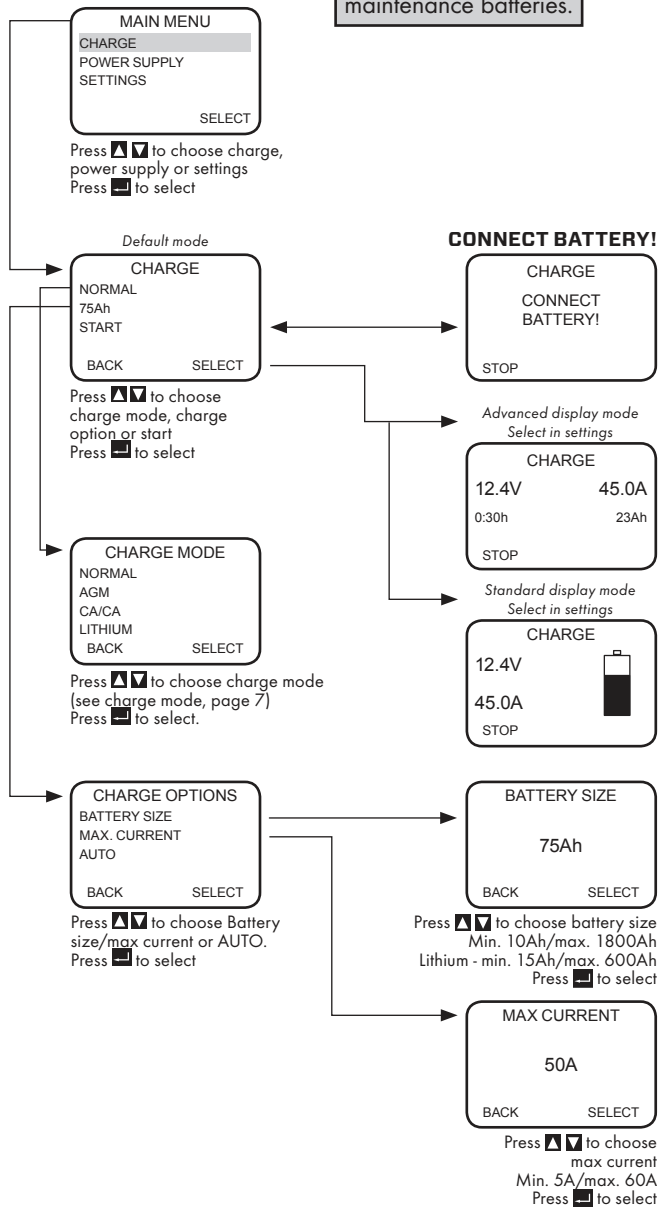 maintenance batteries.
MAIN MENU
CHARGE
POWER SUPPLY
SETTINGS
SELECT
Press to choose charge,
power supply or settings
Press to select
Default mode
CHARGE
NORMAL
75Ah
START
BACK SELECT
Press to choose
charge mode, charge
option or start
Press to select
CONNECT BATTERY!
CHARGE
CONNECT
BATTERY!
STOP
Advanced display mode
Select in settings
CHARGE
12.4V 45.0A
0:30h 23Ah
STOP
Standard display mode
Select in settings
CHARGE
12.4V
45.0A
STOP
CHARGE MODE
NORMAL
AGM
CA/CA
LITHIUM
BACK SELECT
Press to choose charge mode
(see charge mode, page 7)
Press to select.
CHARGE OPTIONS
BATTERY SIZE
MAX. CURRENT
AUTO
BACK SELECT
Press to choose Battery
size/max current or AUTO.
Press to select
BATTERY SIZE
75Ah
BACK SELECT
Press to choose battery size
Min. 10Ah/max. 1800Ah
Lithium - min. 15Ah/max. 600Ah
Press to select
MAX CURRENT
50A
BACK SELECT
Press to choose
max current
Min. 5A/max. 60A
Press to select